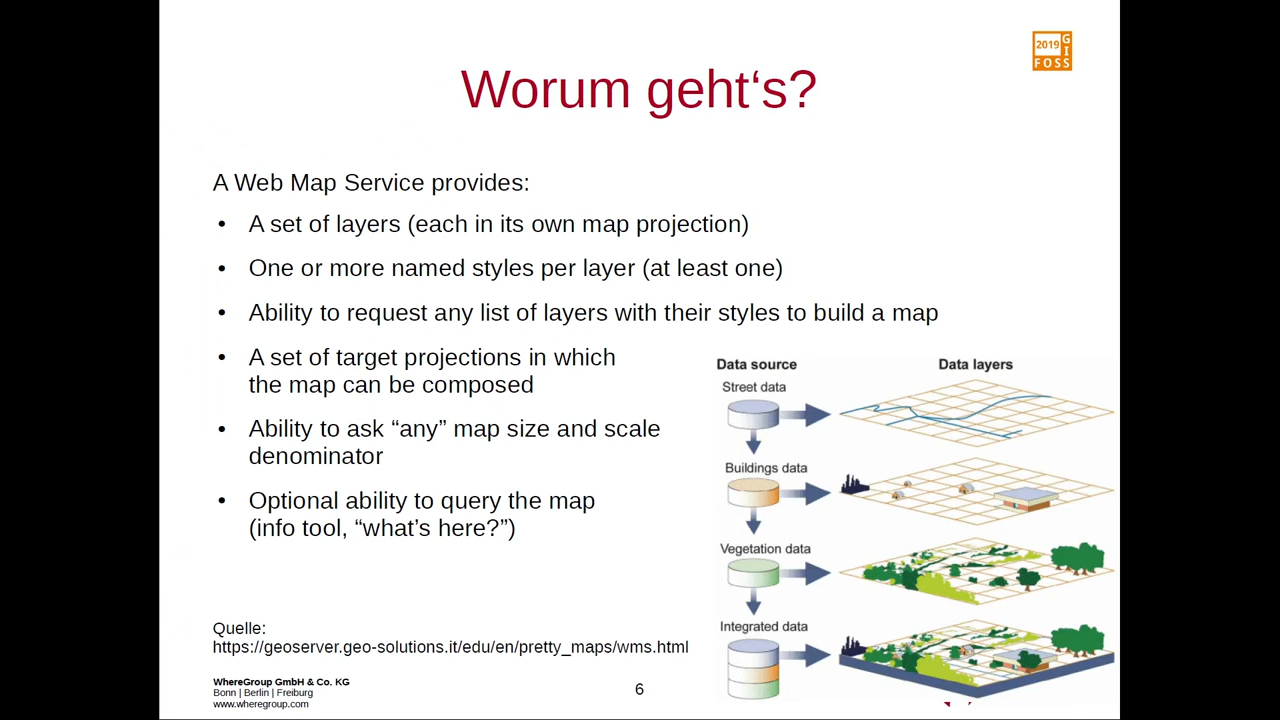 2019
G
I
FOSS
Worum geht‘s?
A Web Map Service provides:
• A set of layers (each in its own map projection)
• One or more named styles per layer (at least one)
• Ability to request any list of layers with their styles to build a map
• A set of target projections in which
the map can be composed
• Ability to ask “any” map size and scale
denominator
• Optional ability to query the map
(info tool, “what’s here?”)
Data source
Data layers
Street data
Buildings data
Vegetation data
Integrated data
Quelle:
https://geoserver.geo-solutions.it/edu/en/pretty_maps/wms.html
WhereGroup GmbH & Co. KG
Bonn | Berlin | Freiburg
www.wheregroup.com
6